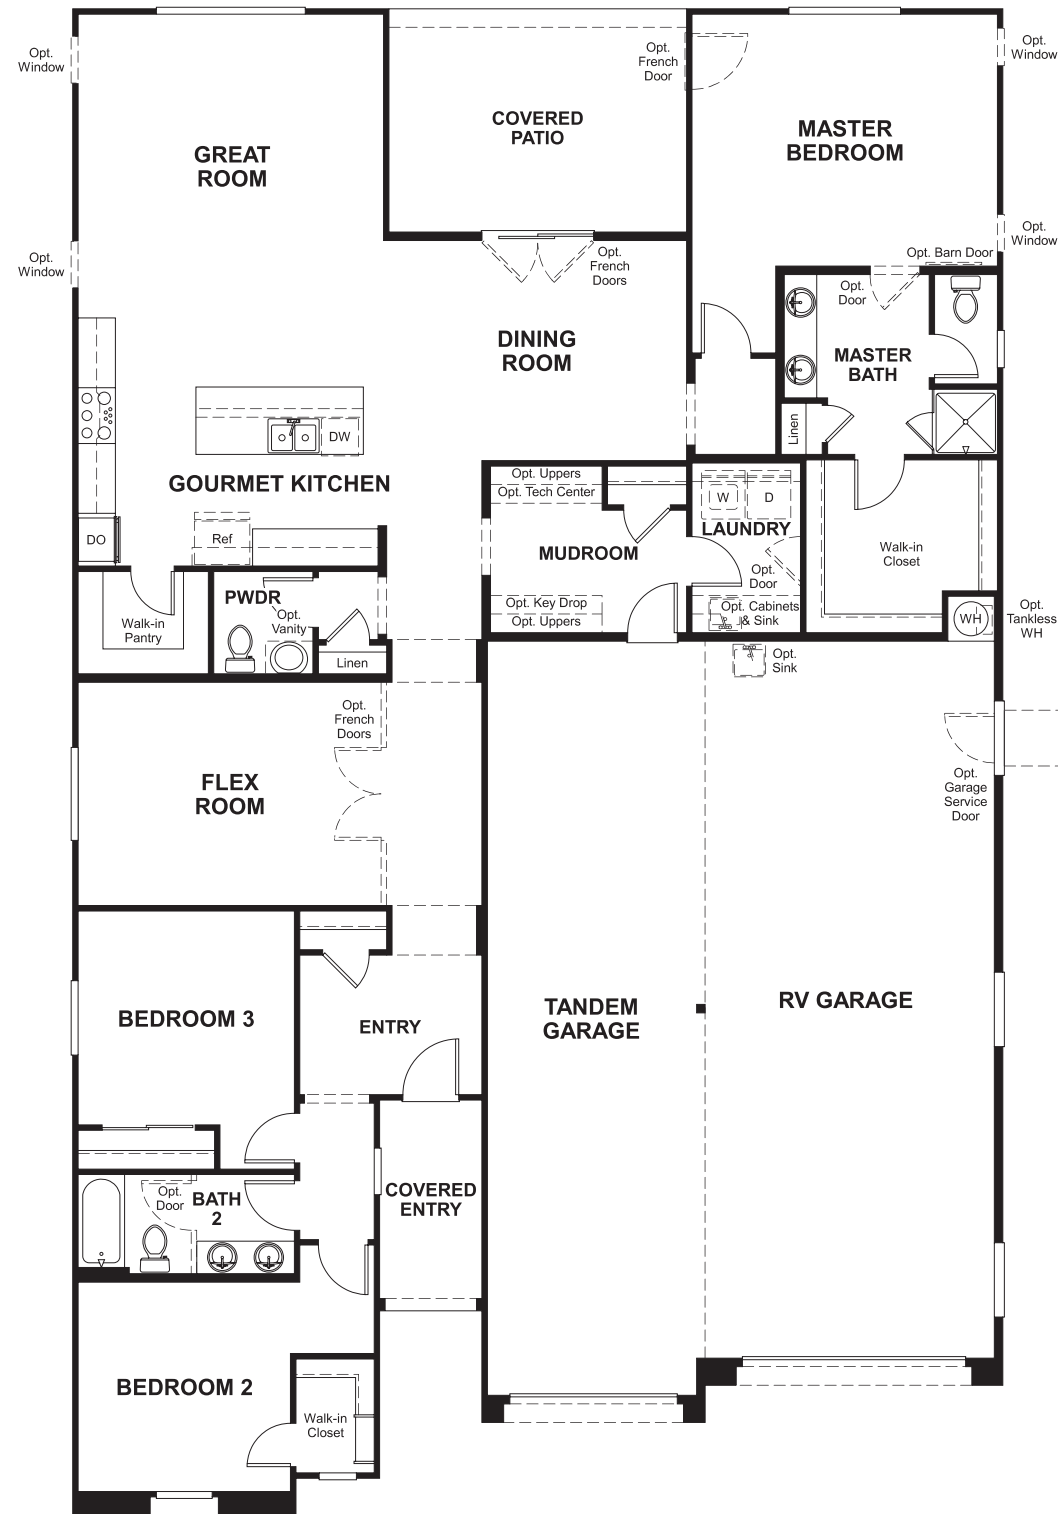 Opt.
Window
Opt.
French
Door
Opt.
Window
COVERED
PATIO
MASTER
BEDROOM
GREAT
ROOM
Opt.
Window
Opt.
Window
Opt.
French
Doors
Opt. Barn Door
Opt.
Door
DINING
ROOM
MASTER
BATH
Linen
DW
GOURMET KITCHEN
Opt. Uppers
Opt. Tech Center
W
D
LAUNDRY
DO
Ref
MUDROOM
Walk-in
Closet
Opt.
Door
PWDR
Opt.
Vanity
Walk-in
Pantry
Linen
Opt. Key Drop
Opt. Uppers
Opt. Cabinets
& Sink
WH
Opt.
Tankless
WH
Opt.
Sink
Opt.
French
Doors
FLEX
ROOM
Opt.
Garage
Service
Door
BEDROOM 3
ENTRY
TANDEM
GARAGE
RV GARAGE
Opt.
Door
BATH
2
COVERED
ENTRY
BEDROOM 2
Walk-in
Closet